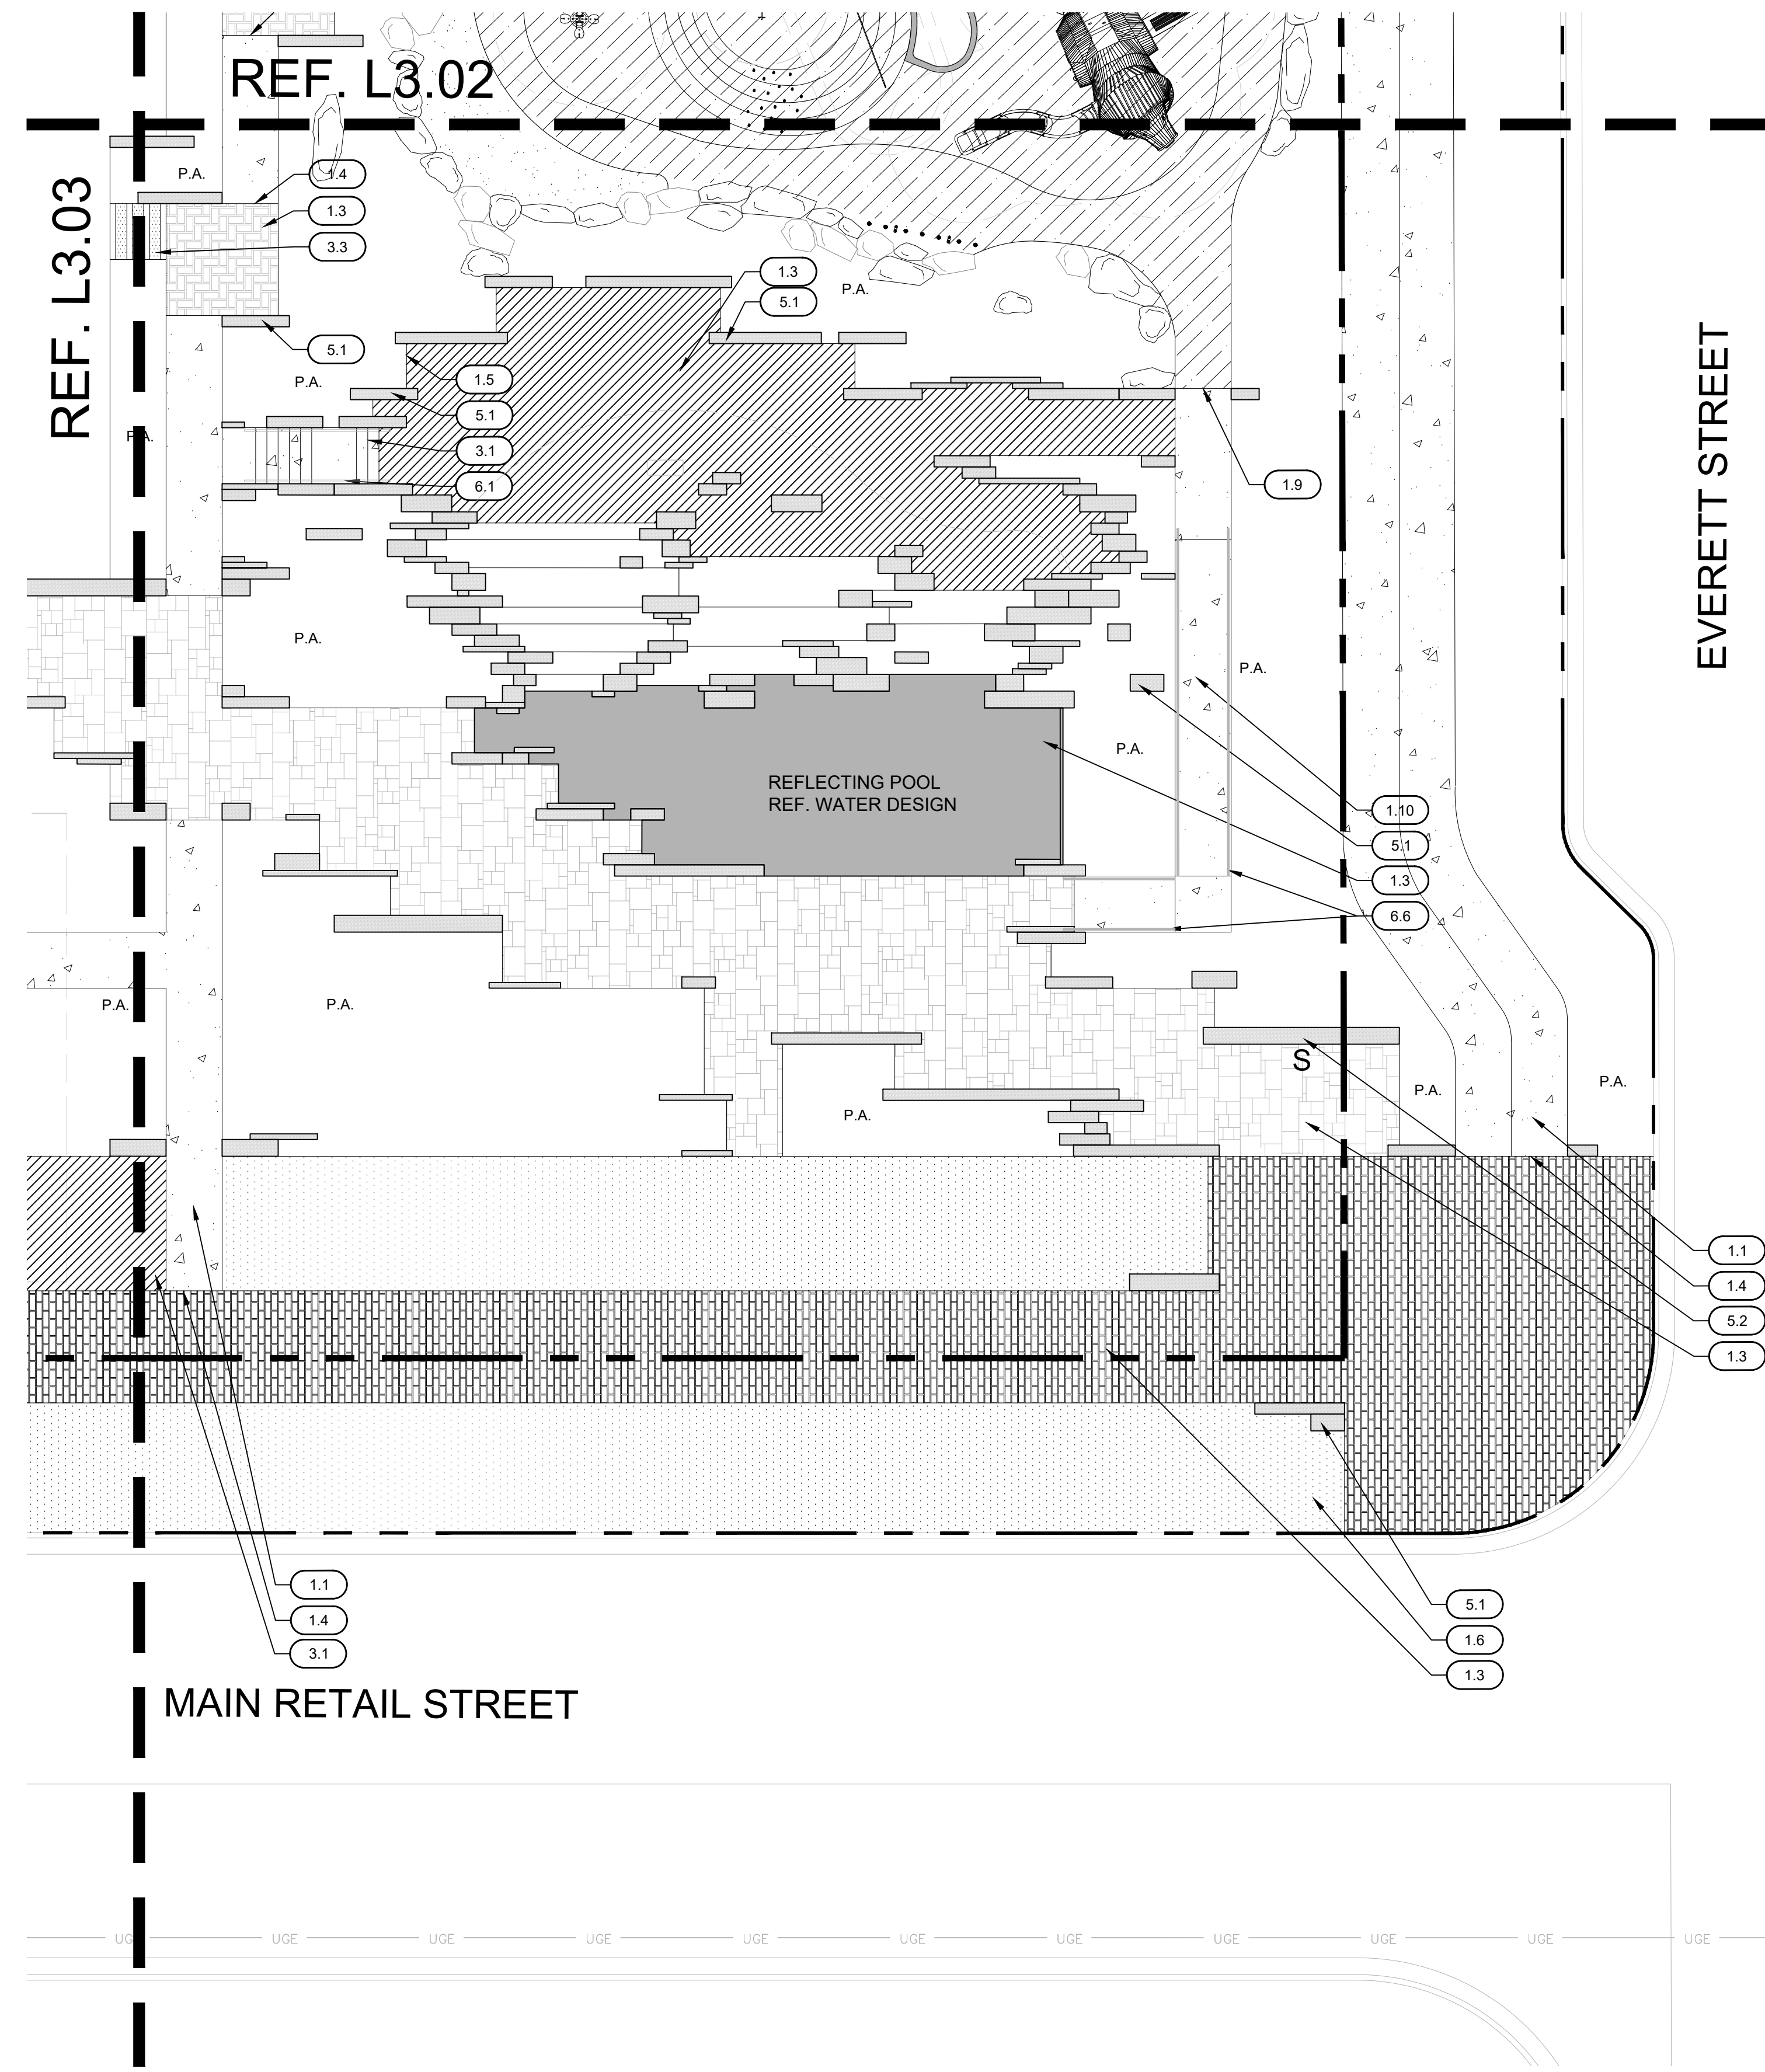 REF. L3.02
REF. L3.03
P.A.
1.4
1.3
3.3
5.1
P.A.
1.3
5.1
P.A.
1.5
5.1
3.1
6.1
P.A.
1.9
EVERETT STREET
P.A.
P.A.
P.A.
REFLECTING POOL
REF. WATER DESIGN
1.10
5.1
1.3
6.6
P.A.
P.A.
S
P.A.
P.A.
P.A.
1.1
1.4
5.2
1.3
1.1
1.4
3.1
5.1
1.6
1.3
MAIN RETAIL STREET
UGE UGE UGE UGE UGE UGE UGE UGE UGE UGE UGE